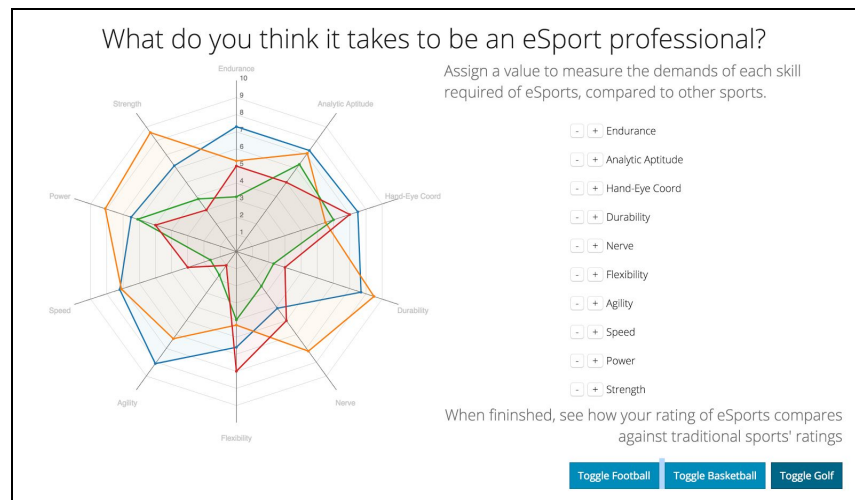 What do you think it takes to be an eSport professional?
Assign a value to measure the demands of each skill
required of eSports, compared to other sports.
Endurance
10
9
8
7
6
5
4
3
2
1
Analytic Aptitude
Hand-Eye Coord
Durability
Nerve
Flexibility
Agility
Speed
Power
Strength
- + Endurance
- + Analytic Aptitude
- + Hand-Eye Coord
- + Durability
- + Nerve
- + Flexibility
- + Agility
- + Speed
- + Power
- + Strength
When fininshed, see how your rating of eSports compares
against traditional sports' ratings
Toggle Football Toggle Basketball Toggle Golf